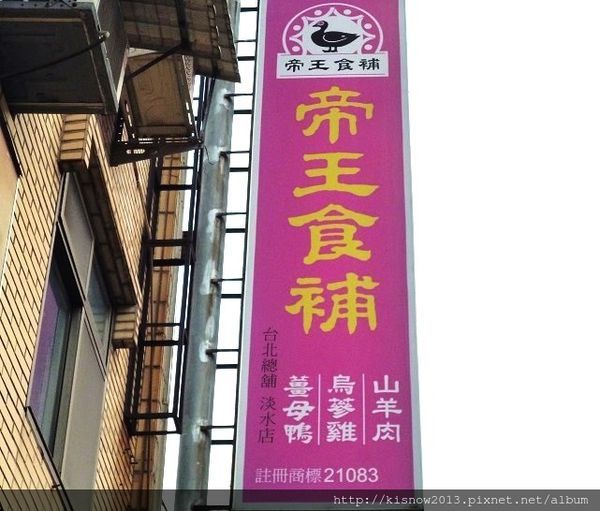 帝王食補
帝王食補
台北總舖 淡水店
山羊肉
烏蔘雞
薑母鴨
註冊商標21083
http://kisnow2013.pixnet.net/album